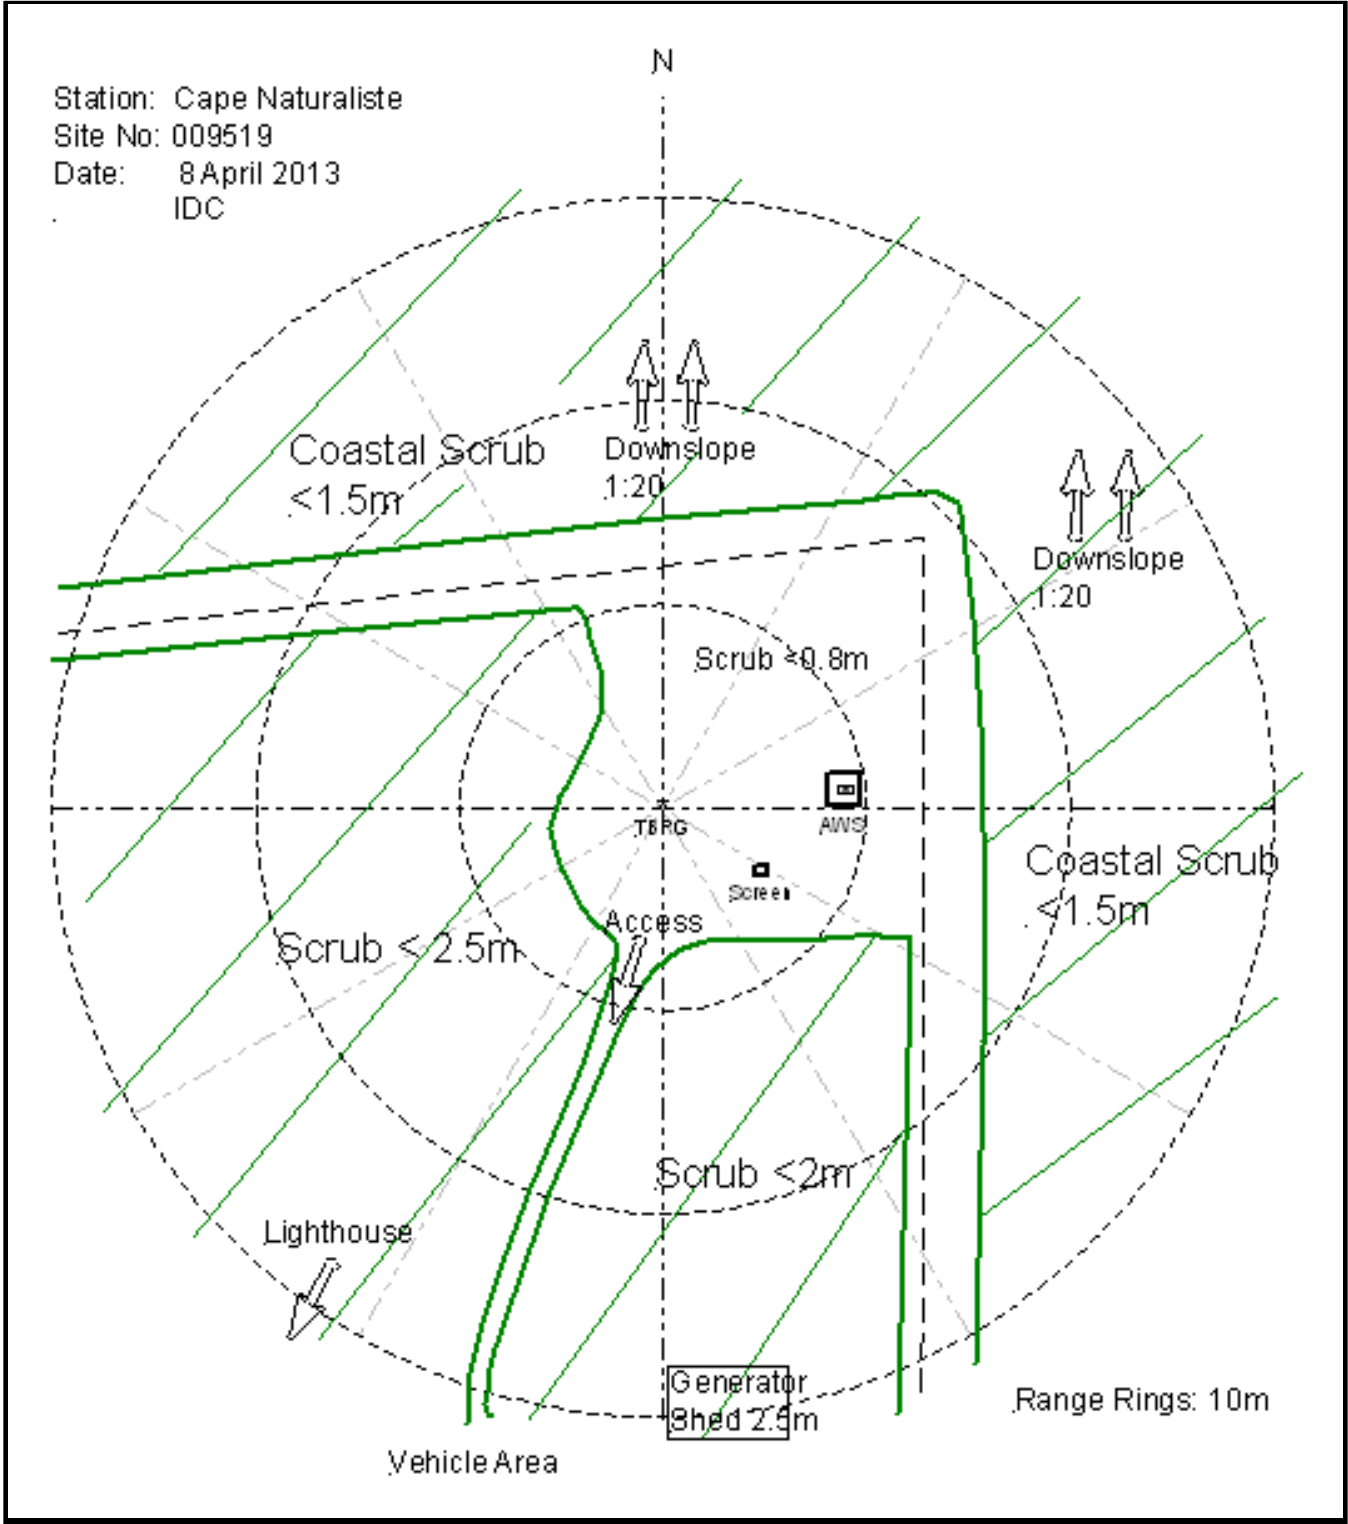 N
Station: Cape Naturaliste
Site No: 009519
Date: 8 April 2013
IDC
Coastal Scrub
<1.5m
Downslope
1:20
Downslope
1:20
Scrub <0.8m
TBRG
AWS
Screen
Coastal Scrub
<1.5m
Access
Scrub < 2.5m
Scrub <2m
Lighthouse
Generator
Shed 2.5m
Range Rings: 10m
Vehicle Area